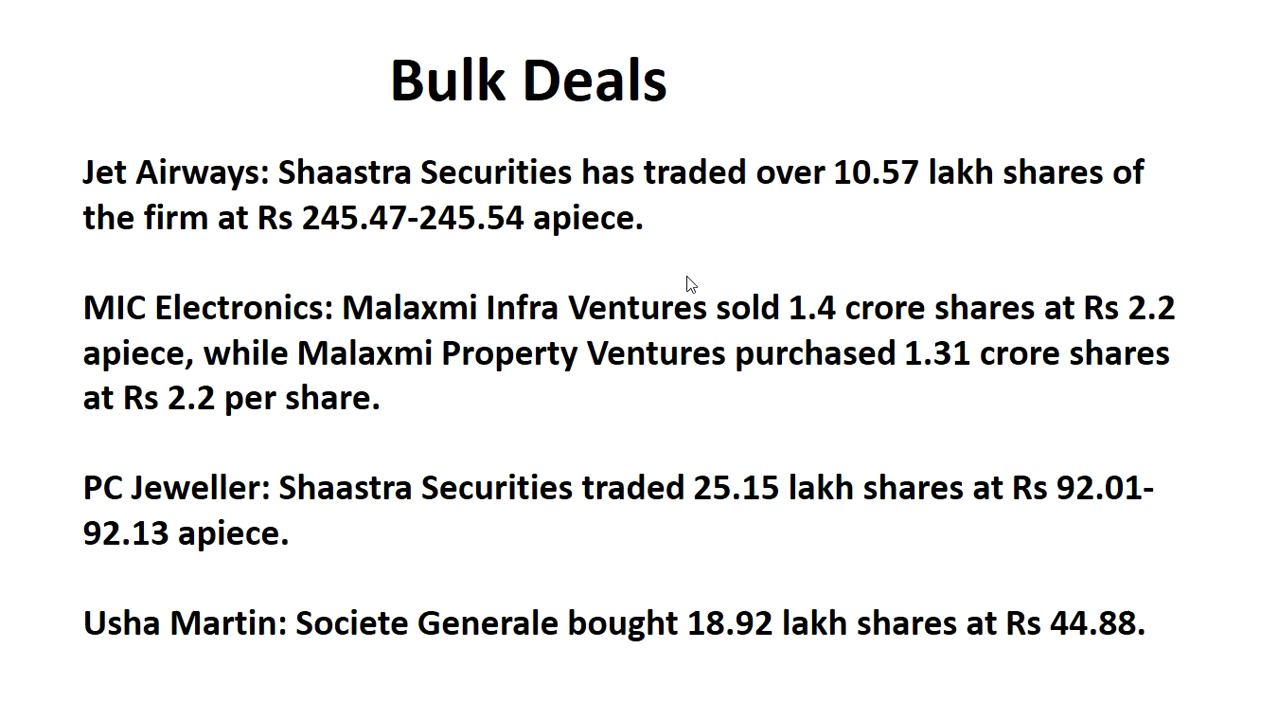 Bulk Deals
Jet Airways: Shaastra Securities has traded over 10.57 lakh shares of
the firm at Rs 245.47-245.54 apiece.
MIC Electronics: Malaxmi Infra Ventures sold 1.4 crore shares at Rs 2.2
apiece, while Malaxmi Property Ventures purchased 1.31 crore shares
at Rs 2.2 per share.
PC Jeweller: Shaastra Securities traded 25.15 lakh shares at Rs 92.01-
92.13 apiece.
Usha Martin: Societe Generale bought 18.92 lakh shares at Rs 44.88.